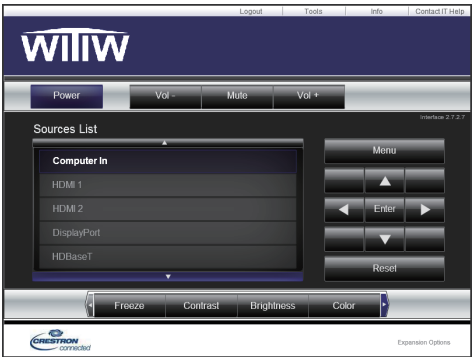 Logout Tools Info Contact IT Help
WITIW
Power Vol - Mute Vol +
Interface 2.7.2.7
Sources List
Computer In
HDMI 1
HDMI 2
DisplayPort
HDBaseT
Menu
Enter
Reset
Freeze Contrast Brightness Color
CRESTRON
connected
Expansion Options